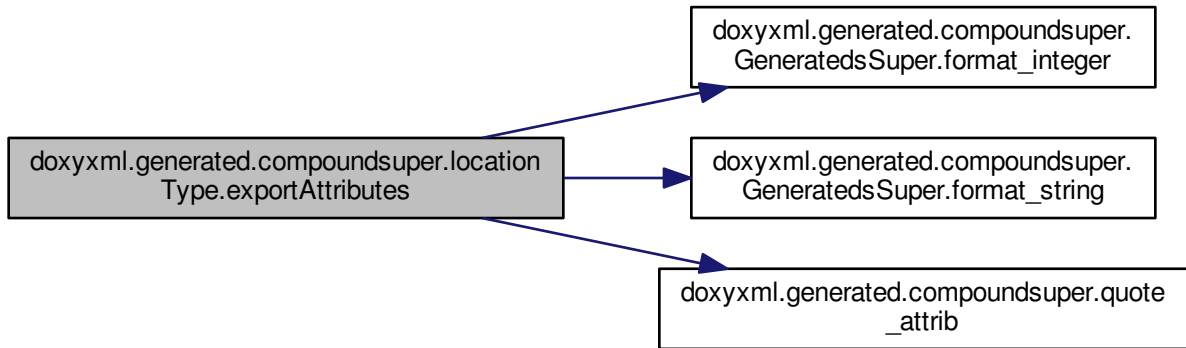 doxyxml.generated.compoundsuper.
GeneratedsSuper.format_integer
doxyxml.generated.compoundsuper.location
Type.exportAttributes
doxyxml.generated.compoundsuper.
GeneratedsSuper.format_string
doxyxml.generated.compoundsuper.quote
_attrib